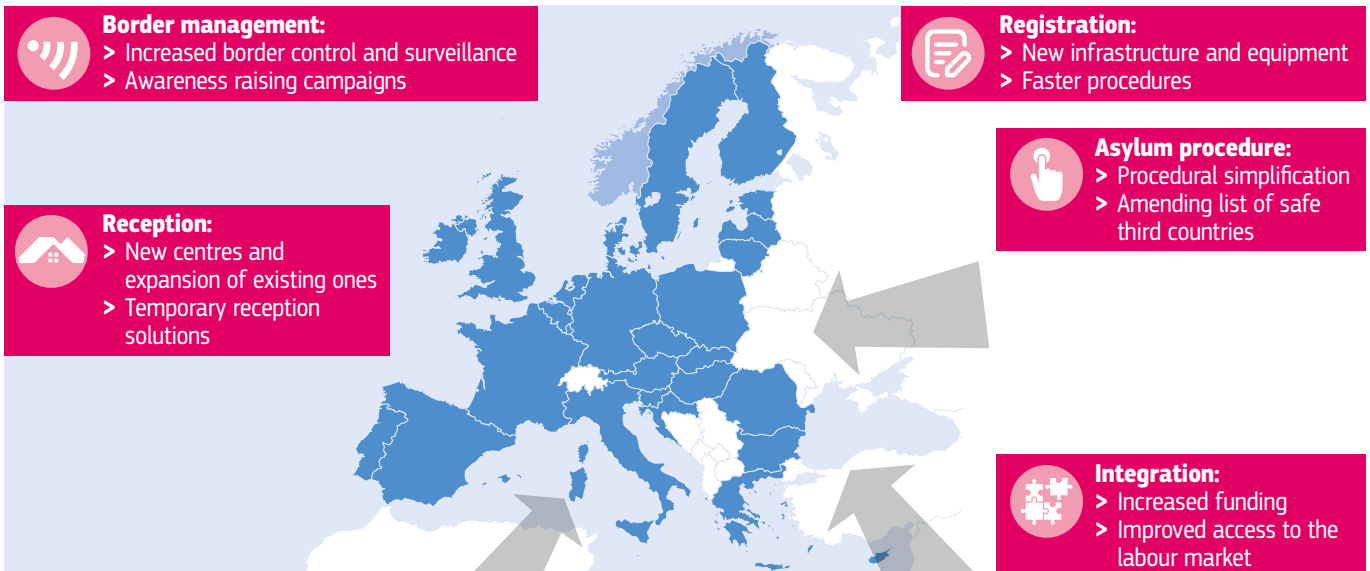 Border management:
> Increased border control and surveillance
> Awareness raising campaigns
Registration:
> New infrastructure and equipment
> Faster procedures
Asylum procedure:
> Procedural simplification
> Amending list of safe
third countries
Reception:
> New centres and
expansion of existing ones
> Temporary reception
solutions
Integration:
> Increased funding
> Improved access to the
labour market